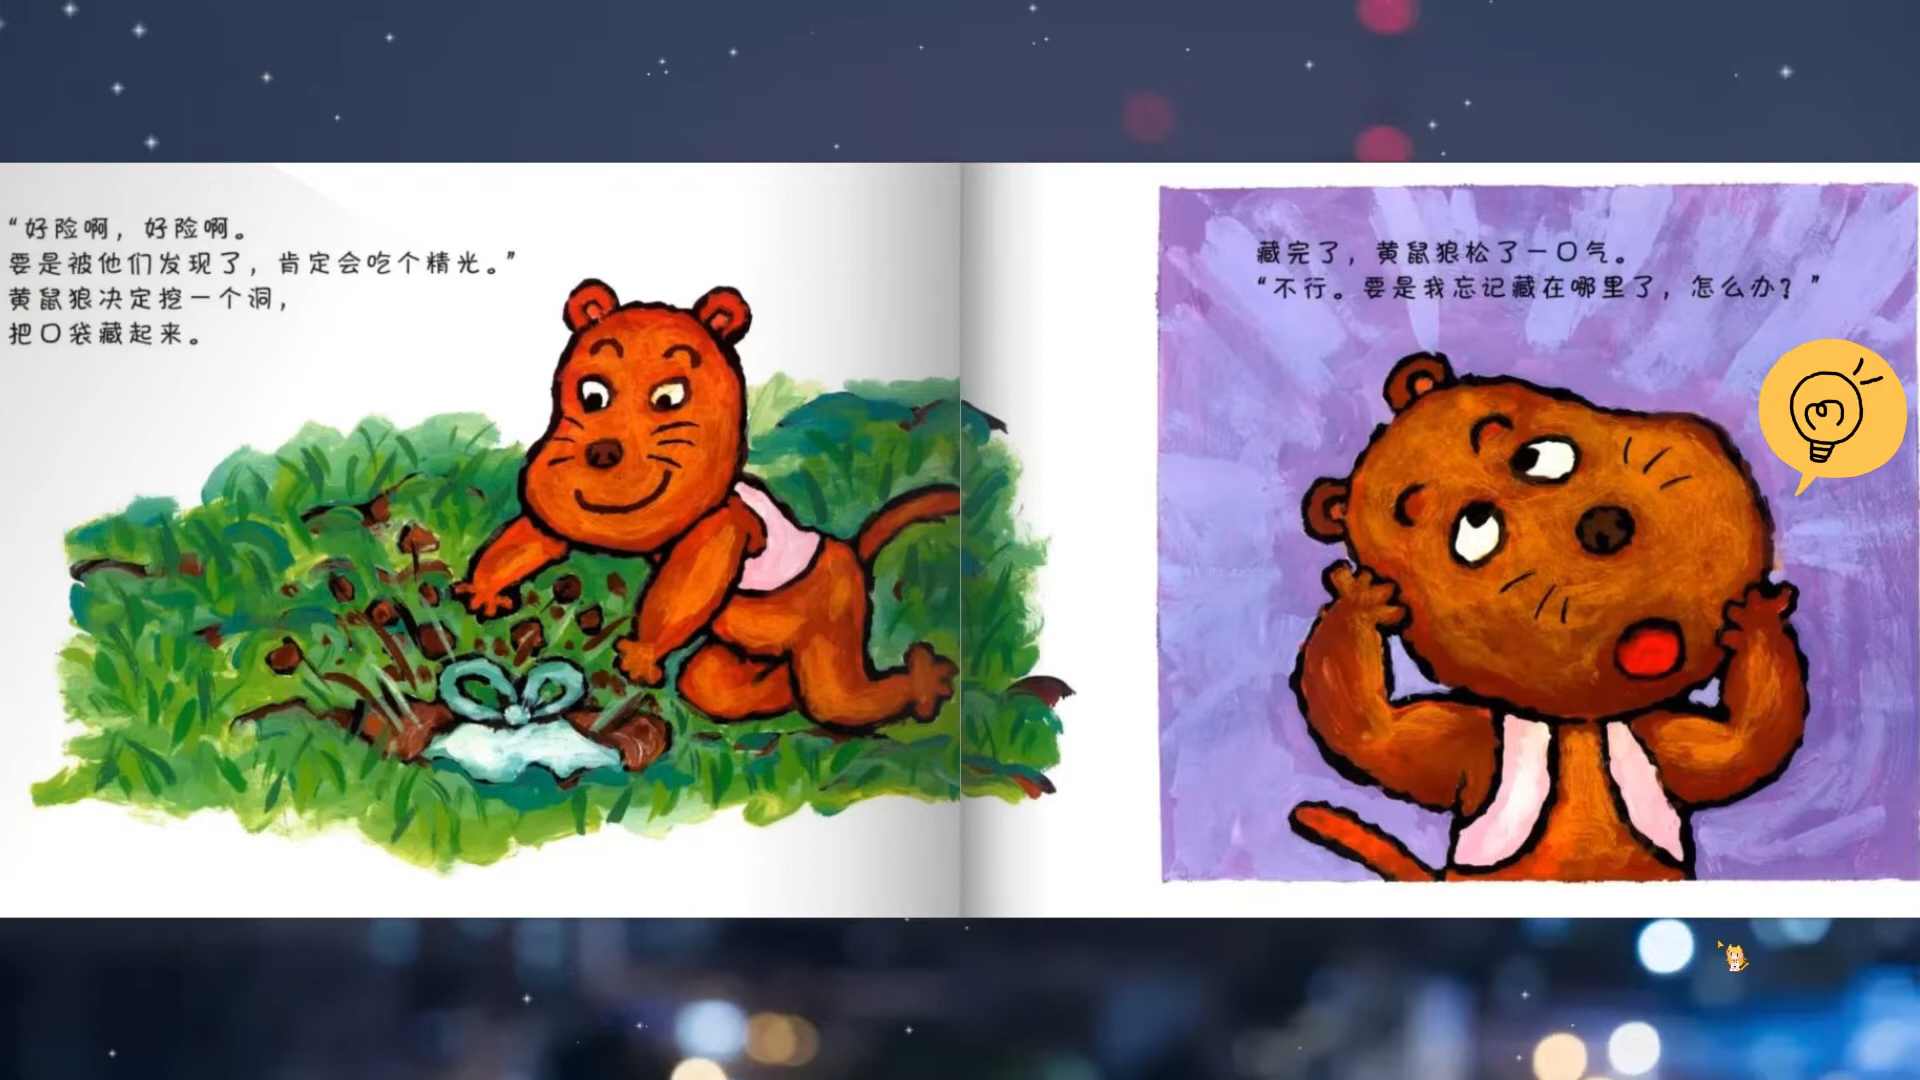 “好险啊，好险啊。
要是被他们发现了，肯定会吃个精光。”
黄鼠狼决定挖一个洞，
把口袋藏起来。
藏完了，黄鼠狼松了一口气。
“不行。要是我忘记藏在哪里了，怎么办？”